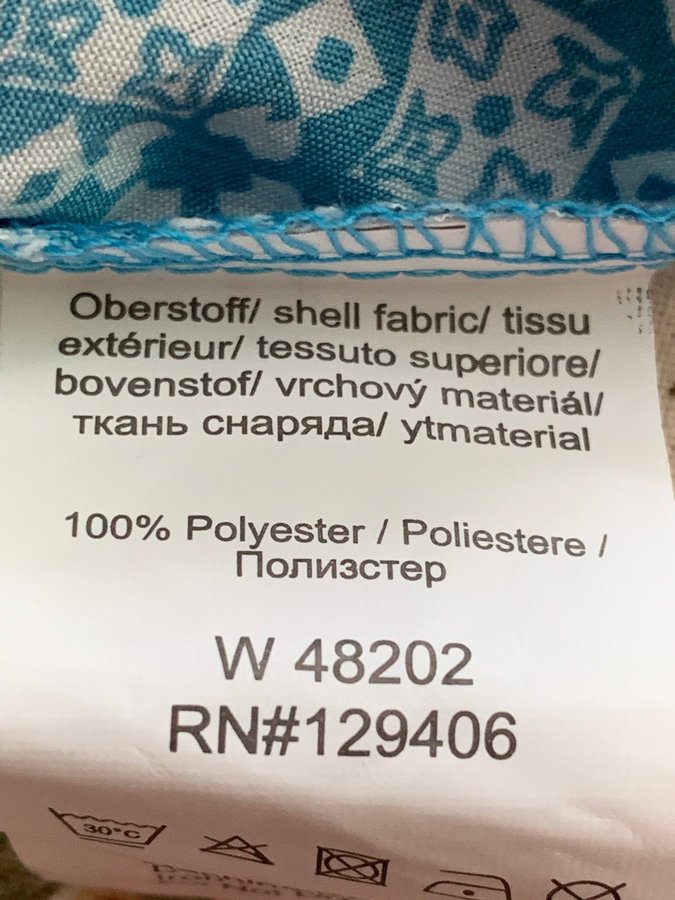 Oberstoff/ shell fabric/ tissu
extérieur/ tessuto superiore/
bovenstof/ vrchový materiál/
ткань снаряда/ ytmaterial
100% Polyester / Poliestere /
Полиэстер
W 48202
RN#129406
30°C